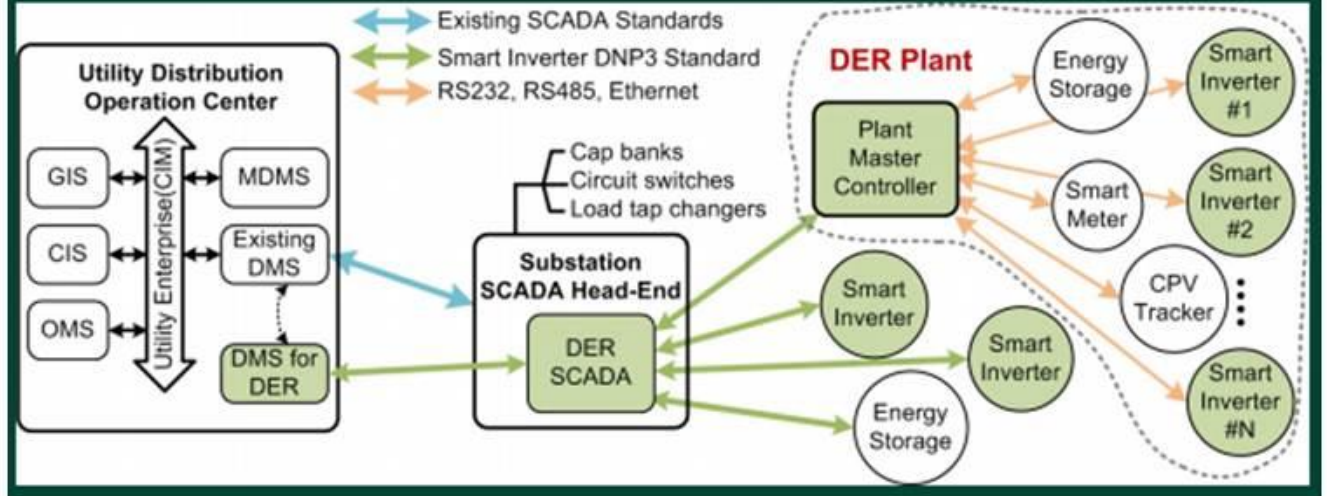 Existing SCADA Standards
Smart Inverter DNP3 Standard
RS232, RS485, Ethernet
Utility Distribution
Operation Center
GIS
CIS
OMS
Utility Enterprise(CIM)
MDMS
Existing
DMS
DMS for
DER
Cap banks
Circuit switches
Load tap changers
Substation
SCADA Head-End
DER
SCADA
Smart
Inverter
Smart
Inverter
Energy
Storage
DER Plant
Plant
Master
Controller
Energy
Storage
Smart
Inverter
#1
Smart
Meter
Smart
Inverter
#2
CPV
Tracker
Smart
Inverter
#N